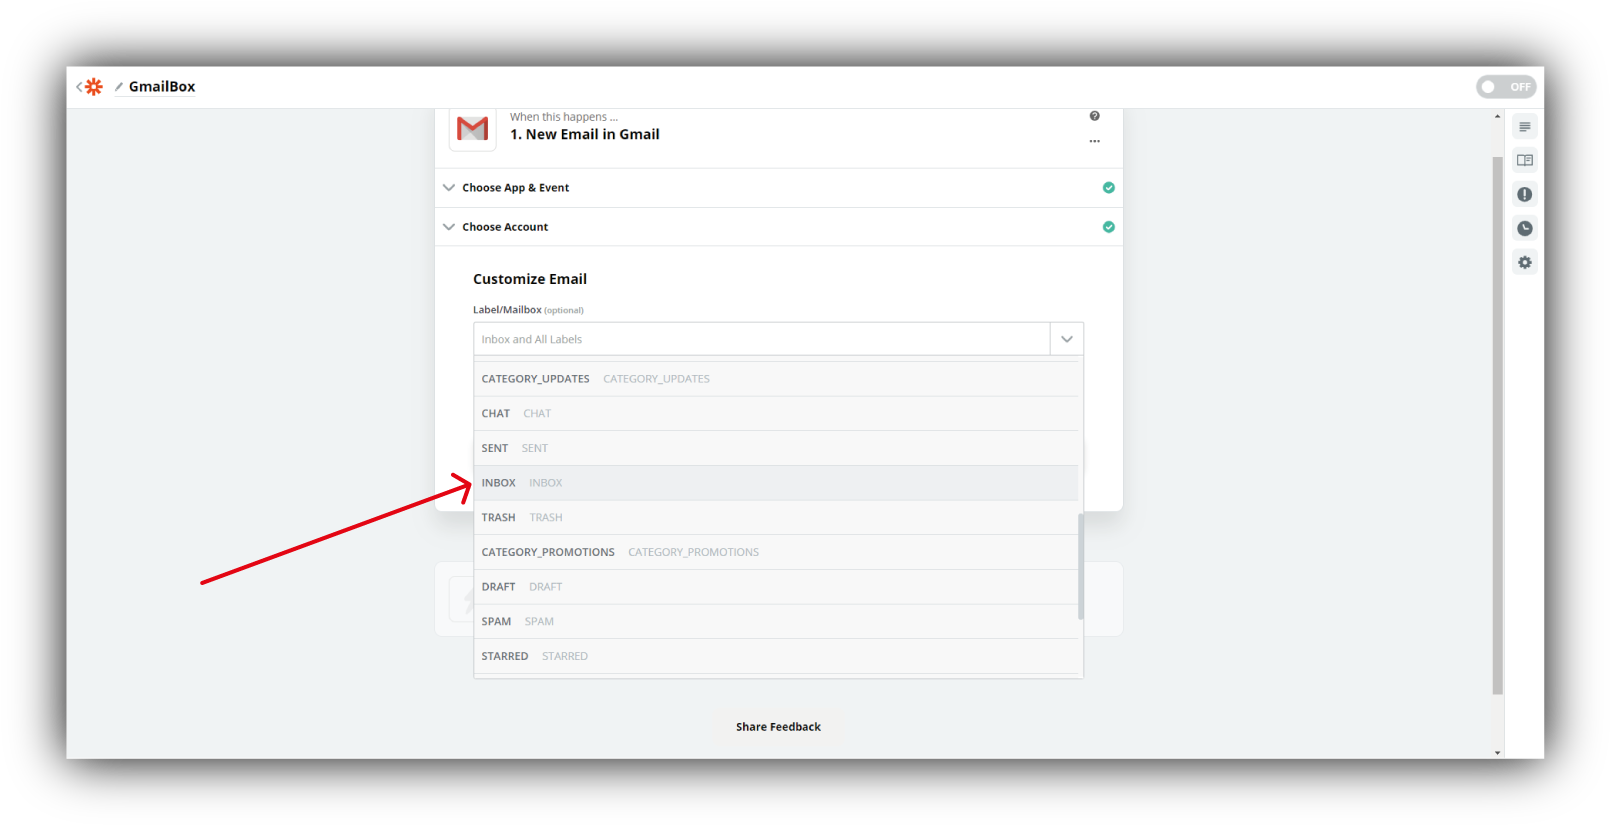 GmailBox
OFF
When this happens ...
1. New Email in Gmail
Choose App & Event
Choose Account
Customize Email
Label/Mailbox (optional)
Inbox and All Labels
CATEGORY_UPDATES CATEGORY_UPDATES
CHAT CHAT
SENT SENT
INBOX INBOX
TRASH TRASH
CATEGORY_PROMOTIONS CATEGORY_PROMOTIONS
DRAFT DRAFT
SPAM SPAM
STARRED STARRED
Share Feedback